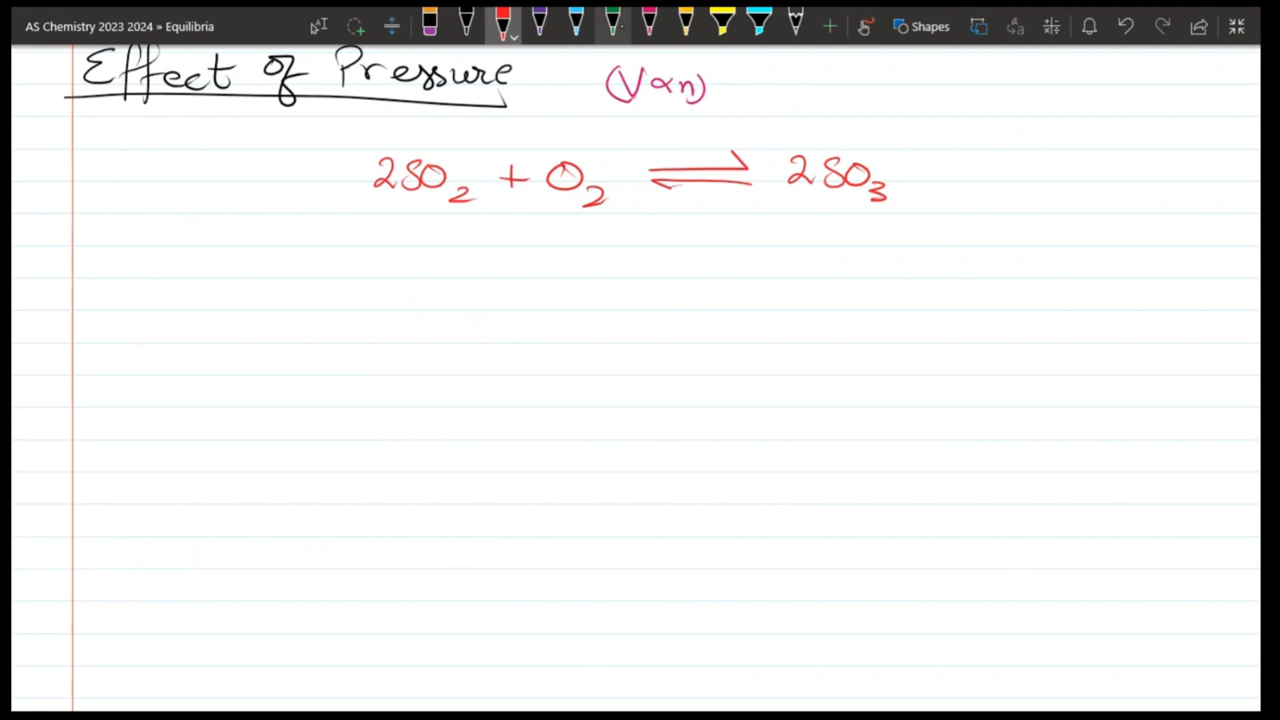 AS Chemistry 2023 2024 » Equilibria Shapes
Effect of Pressure (V∝n)
2SO₂ + O₂ ⇌ 2SO₃